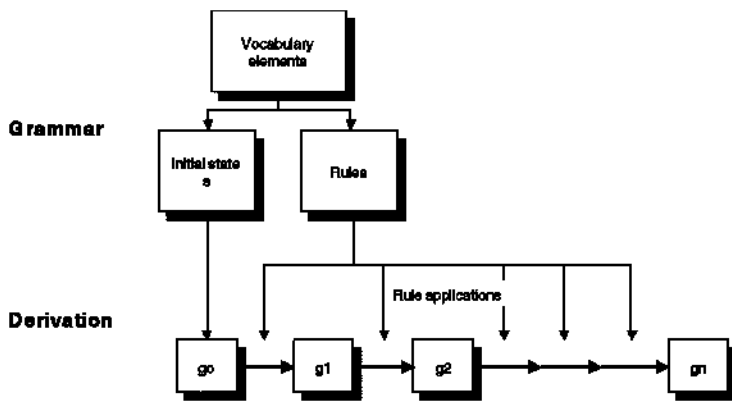 Vocabulary
elements
Grammar
Initial state
s
Rules
Rule applications
Derivation
go
g1
g2
gn